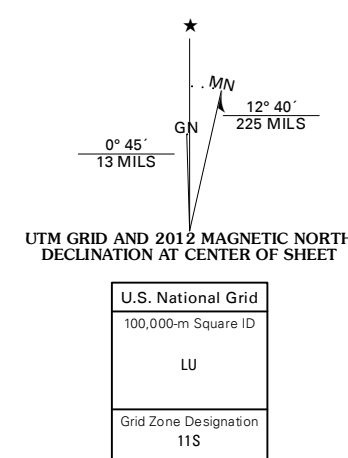 ★
MN
12° 40´
225 MILS
GN
0° 45´
13 MILS
UTM GRID AND 2012 MAGNETIC NORTH
DECLINATION AT CENTER OF SHEET
U.S. National Grid
100,000-m Square ID
LU
Grid Zone Designation
11S